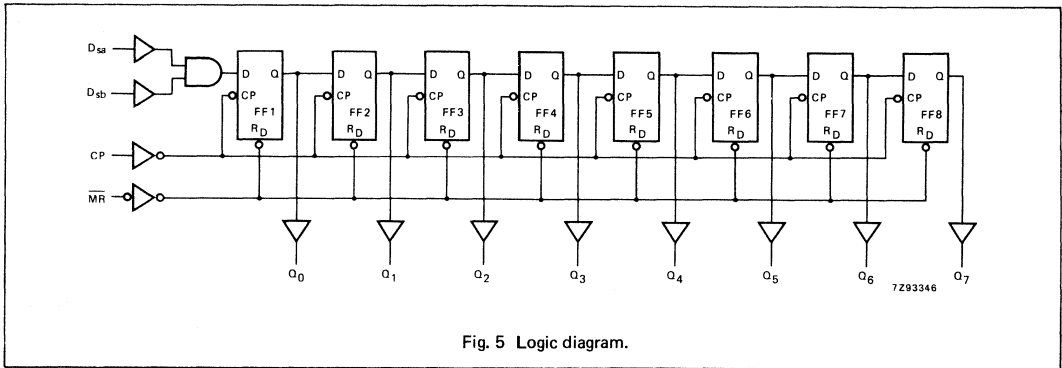 Dsa
Dsb
CP
MR
D Q
CP
FF1
RD
D Q
CP
FF2
RD
D Q
CP
FF3
RD
D Q
CP
FF4
RD
D Q
CP
FF5
RD
D Q
CP
FF6
RD
D Q
CP
FF7
RD
D Q
CP
FF8
RD
Q0 Q1 Q2 Q3 Q4 Q5 Q6 Q7
7Z93346
Fig. 5 Logic diagram.